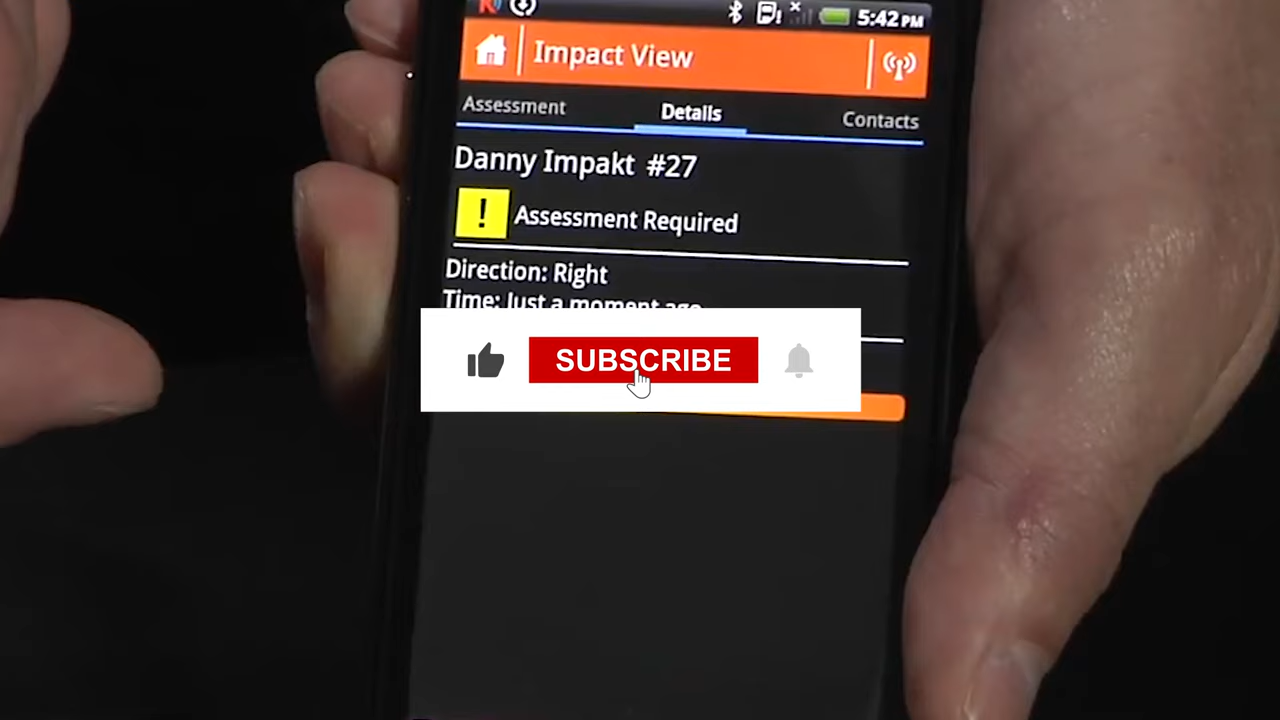 5:42 PM
Impact View
Assessment Details Contacts
Danny Impakt #27
! Assessment Required
Direction: Right
Time: Just a moment ago
SUBSCRIBE